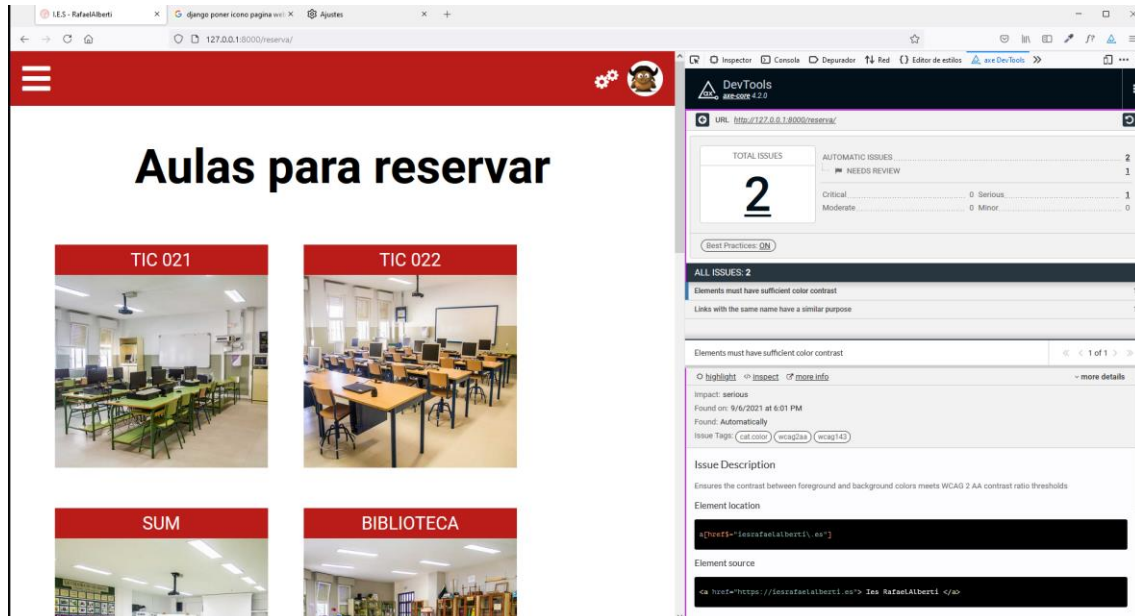 I.E.S - RafaelAlberti
django poner icono pagina wel
Ajustes
127.0.0.1:8000/reserva/
Inspector Consola Depurador Red Editor de estilos axe DevTools
Aulas para reservar
TIC 021
TIC 022
SUM
BIBLIOTECA
DevTools
axe-core 4.2.0
URL http://127.0.0.1:8000/reserva/
TOTAL ISSUES
2
AUTOMATIC ISSUES 2
NEEDS REVIEW 1
Critical 0 Serious 1
Moderate 0 Minor 0
Best Practices: ON
ALL ISSUES: 2
Elements must have sufficient color contrast
Links with the same name have a similar purpose
Elements must have sufficient color contrast
1 of 1
highlight </> inspect more info
– more details
Impact: serious
Found on: 9/6/2021 at 6:01 PM
Found: Automatically
Issue Tags: cat.color wcag2aa wcag143
Issue Description
Ensures the contrast between foreground and background colors meets WCAG 2 AA contrast ratio thresholds
Element location
a[href$="iesrafaelalberti\.es"]
Element source
<a href="https://iesrafaelalberti.es"> Ies RafaelAlberti </a>